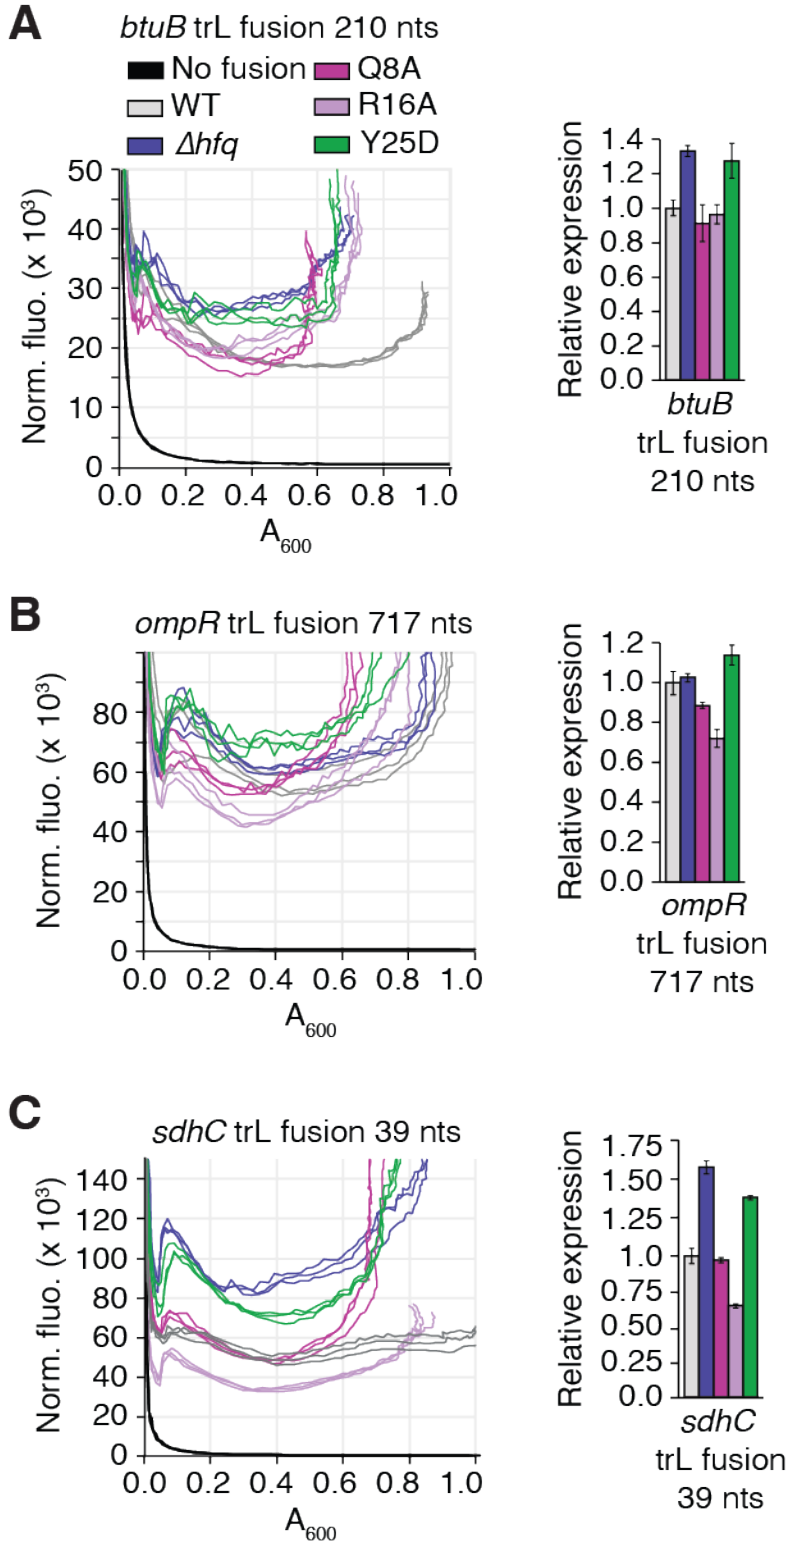 A
btuB trL fusion 210 nts
No fusion Q8A
WT R16A
Δhfq Y25D
Norm. fluo. (x 10³)
50
40
30
20
10
0
0.0 0.2 0.4 0.6 0.8 1.0
A₆₀₀
Relative expression
1.4
1.2
1.0
0.8
0.6
0.4
0.2
0.0
btuB
trL fusion
210 nts
B
ompR trL fusion 717 nts
Norm. fluo. (x 10³)
80
60
40
20
0
0.0 0.2 0.4 0.6 0.8 1.0
A₆₀₀
Relative expression
1.2
1.0
0.8
0.6
0.4
0.2
0.0
ompR
trL fusion
717 nts
C
sdhC trL fusion 39 nts
Norm. fluo. (x 10³)
140
120
100
80
60
40
20
0
0.0 0.2 0.4 0.6 0.8 1.0
A₆₀₀
Relative expression
1.75
1.50
1.25
1.0
0.75
0.50
0.25
0.0
sdhC
trL fusion
39 nts